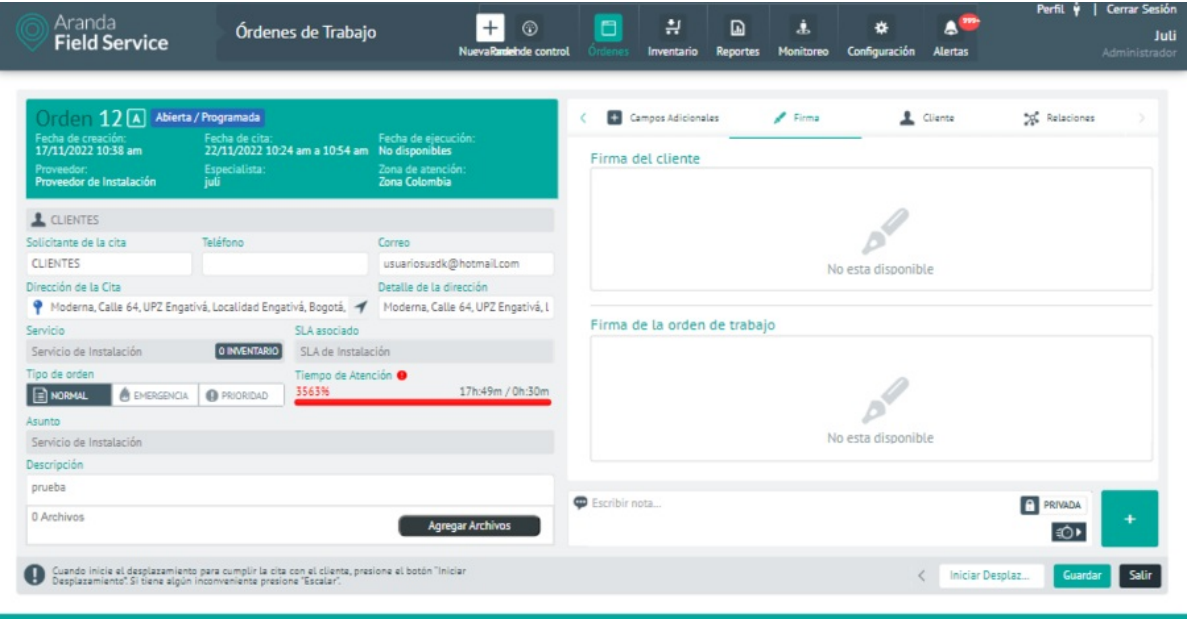 Aranda
Field Service
Órdenes de Trabajo
Nueva
de control
Órdenes
Inventario
Reportes
Monitoreo
Configuración
999+
Alertas
Perfil | Cerrar Sesión
Juli
Administrador
Orden 12 A Abierta / Programada
Fecha de creación: Fecha de cita: Fecha de ejecución:
17/11/2022 10:38 am 22/11/2022 10:24 am a 10:54 am No disponibles
Proveedor: Especialista: Zona de atención:
Proveedor de Instalación juli Zona Colombia
CLIENTES
Solicitante de la cita Teléfono Correo
CLIENTES usuariosusdk@hotmail.com
Dirección de la Cita Detalle de la dirección
Moderna, Calle 64, UPZ Engativá, Localidad Engativá, Bogotá, Moderna, Calle 64, UPZ Engativá, L
Servicio SLA asociado
Servicio de Instalación 0 INVENTARIO SLA de Instalación
Tipo de orden Tiempo de Atención
NORMAL EMERGENCIA PRIORIDAD 3563% 17h:49m / 0h:30m
Asunto
Servicio de Instalación
Descripción
prueba
0 Archivos Agregar Archivos
Campos Adicionales Firma Cliente Relaciones
Firma del cliente
No esta disponible
Firma de la orden de trabajo
No esta disponible
Escribir nota... PRIVADA
+
Cuando inicie el desplazamiento para cumplir la cita con el cliente, presione el botón "Iniciar
Desplazamiento". Si tiene algún inconveniente presione "Escalar".
Iniciar Desplaz... Guardar Salir